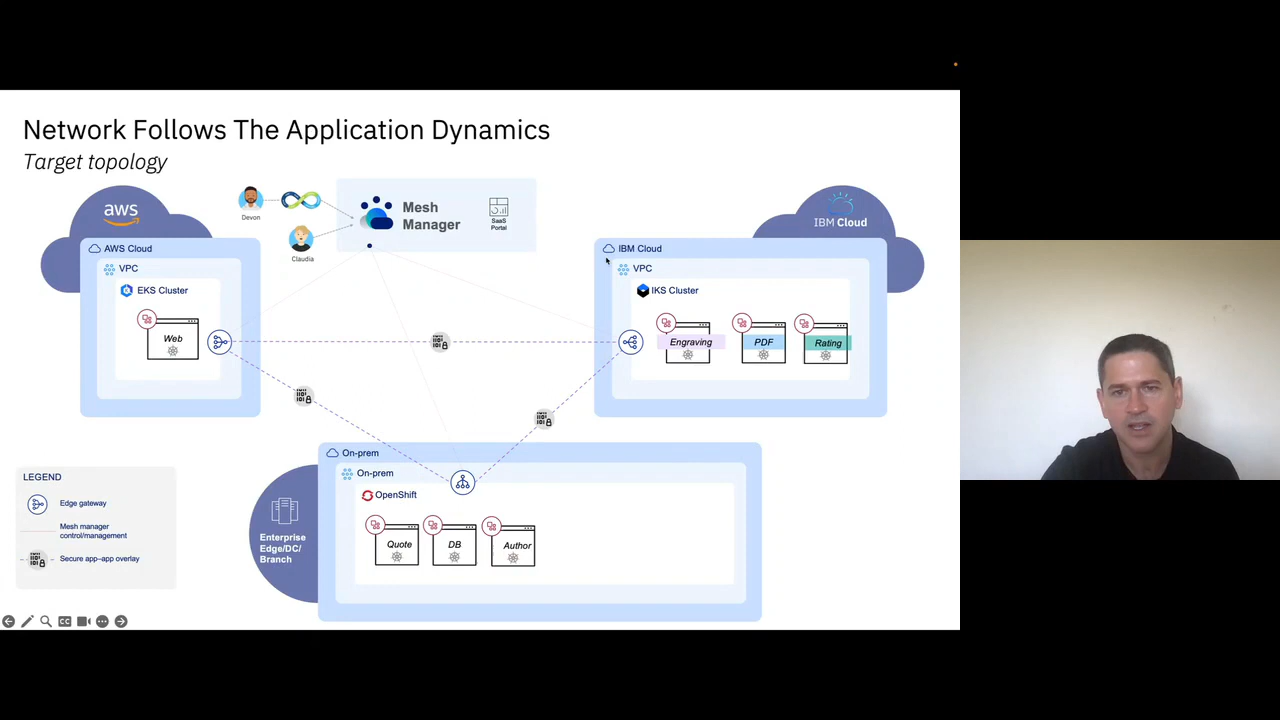 Network Follows The Application Dynamics
Target topology
aws
Devon
Claudia
Mesh
Manager
SaaS
Portal
IBM Cloud
AWS Cloud
VPC
EKS Cluster
Web
IBM Cloud
VPC
IKS Cluster
Engraving
PDF
Rating
On-prem
On-prem
OpenShift
Quote
DB
Author
Enterprise
Edge/DC/
Branch
LEGEND
Edge gateway
Mesh manager
control/management
Secure app-app overlay
CC